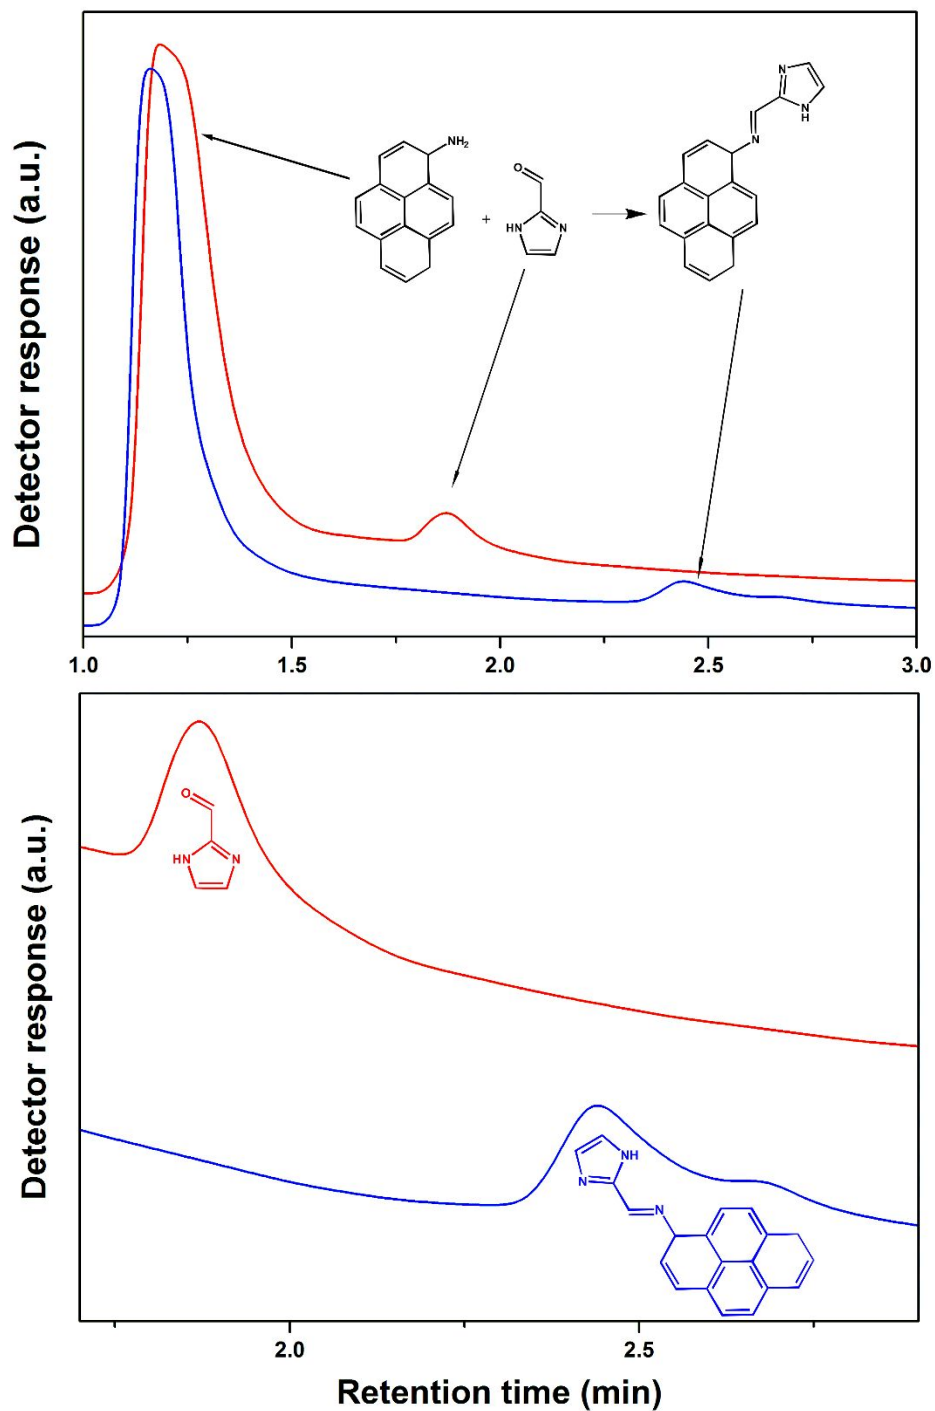 Detector response (a.u.)
NH₂
+
O
HN
N
N
N
N
H
1.0 1.5 2.0 2.5 3.0
Detector response (a.u.)
O
HN
N
NH
N
N
2.0 2.5
Retention time (min)